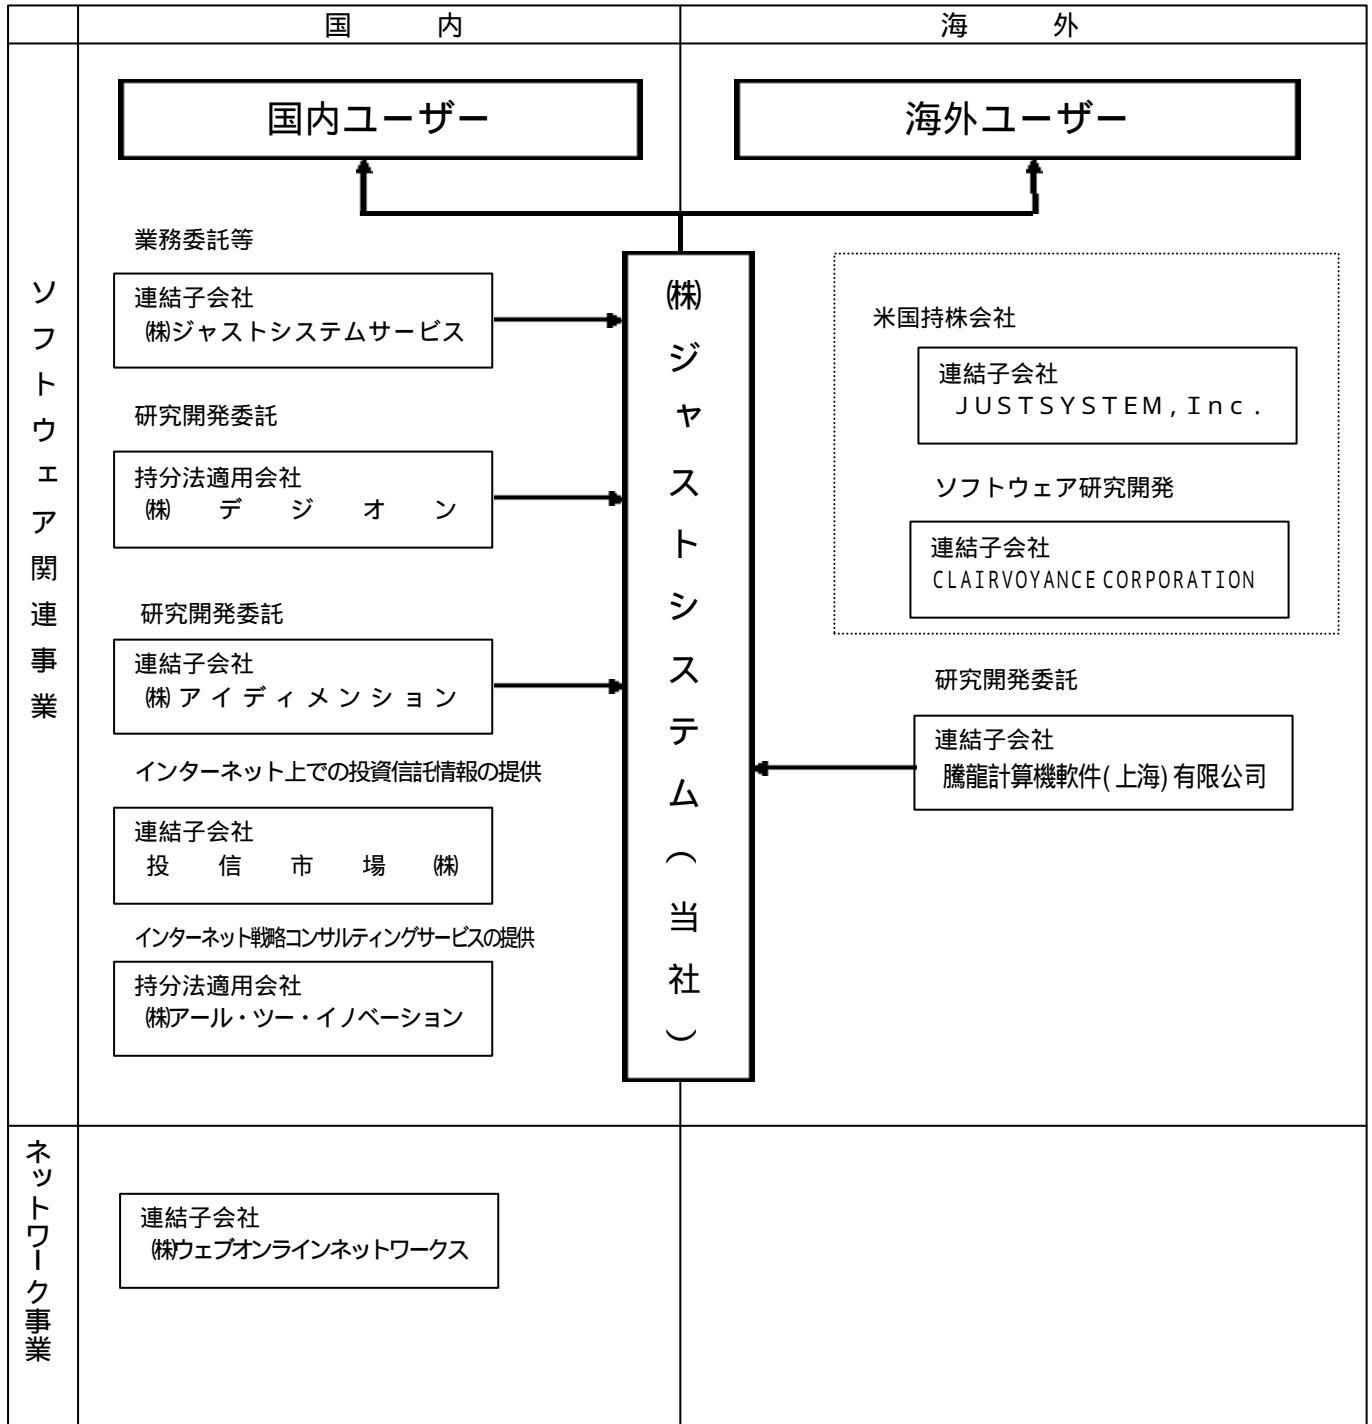 国 内
海 外
ソフトウェア関連事業
国内ユーザー
海外ユーザー
業務委託等
連結子会社
㈱ジャストシステムサービス
研究開発委託
持分法適用会社
㈱ デ ジ オ ン
研究開発委託
連結子会社
㈱アイディメンション
インターネット上での投資信託情報の提供
連結子会社
投 信 市 場 ㈱
インターネット戦略コンサルティングサービスの提供
持分法適用会社
㈱アール・ツー・イノベーション
㈱ジャストシステム（当社）
米国持株会社
連結子会社
ＪＵＳＴＳＹＳＴＥＭ，Ｉｎｃ．
ソフトウェア研究開発
連結子会社
CLAIRVOYANCE CORPORATION
研究開発委託
連結子会社
騰龍計算機軟件(上海)有限公司
ネットワーク事業
連結子会社
㈱ウェブオンラインネットワークス